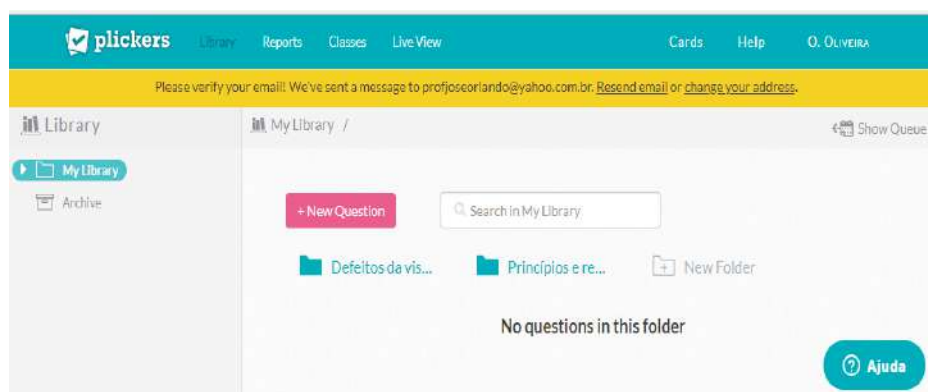 plickers Library Reports Classes Live View Cards Help O. OLIVEIRA
Please verify your email! We've sent a message to profjoseorlando@yahoo.com.br. Resend email or change your address.
Library
My Library /
Show Queue
My Library
Archive
+ New Question
Search in My Library
Defeitos da vis...
Princípios e re...
New Folder
No questions in this folder
Ajuda